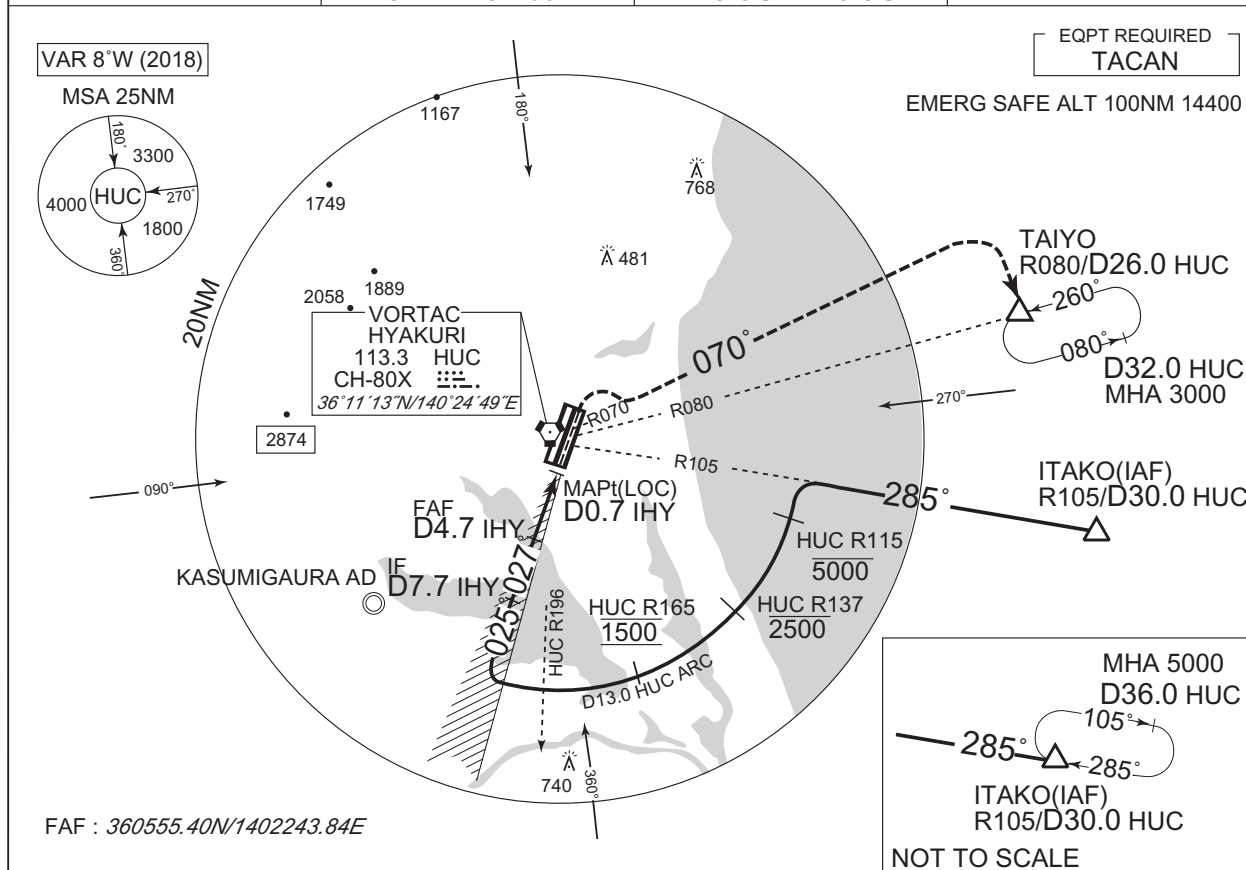 VAR 8°W (2018)
MSA 25NM
180°
3300
HUC
270°
4000
1800
360°
EQPT REQUIRED
TACAN
EMERG SAFE ALT 100NM 14400
180°
1167
768
1749
481
1889
2058
20NM
VORTAC
HYAKURI
113.3 HUC
CH-80X
36°11´13˝N/140°24´49˝E
2874
090°
TAIYO
R080/D26.0 HUC
260°
080°
D32.0 HUC
MHA 3000
070°
R070
R080
R105
270°
ITAKO(IAF)
R105/D30.0 HUC
285°
MAPt(LOC)
D0.7 IHY
FAF
D4.7 IHY
IF
D7.7 IHY
KASUMIGAURA AD
025°-027°
HUC R196
HUC R115
5000
HUC R137
2500
HUC R165
1500
D13.0 HUC ARC
740
360°
FAF : 360555.40N/1402243.84E
MHA 5000
D36.0 HUC
105°
285°
285°
ITAKO(IAF)
R105/D30.0 HUC
NOT TO SCALE